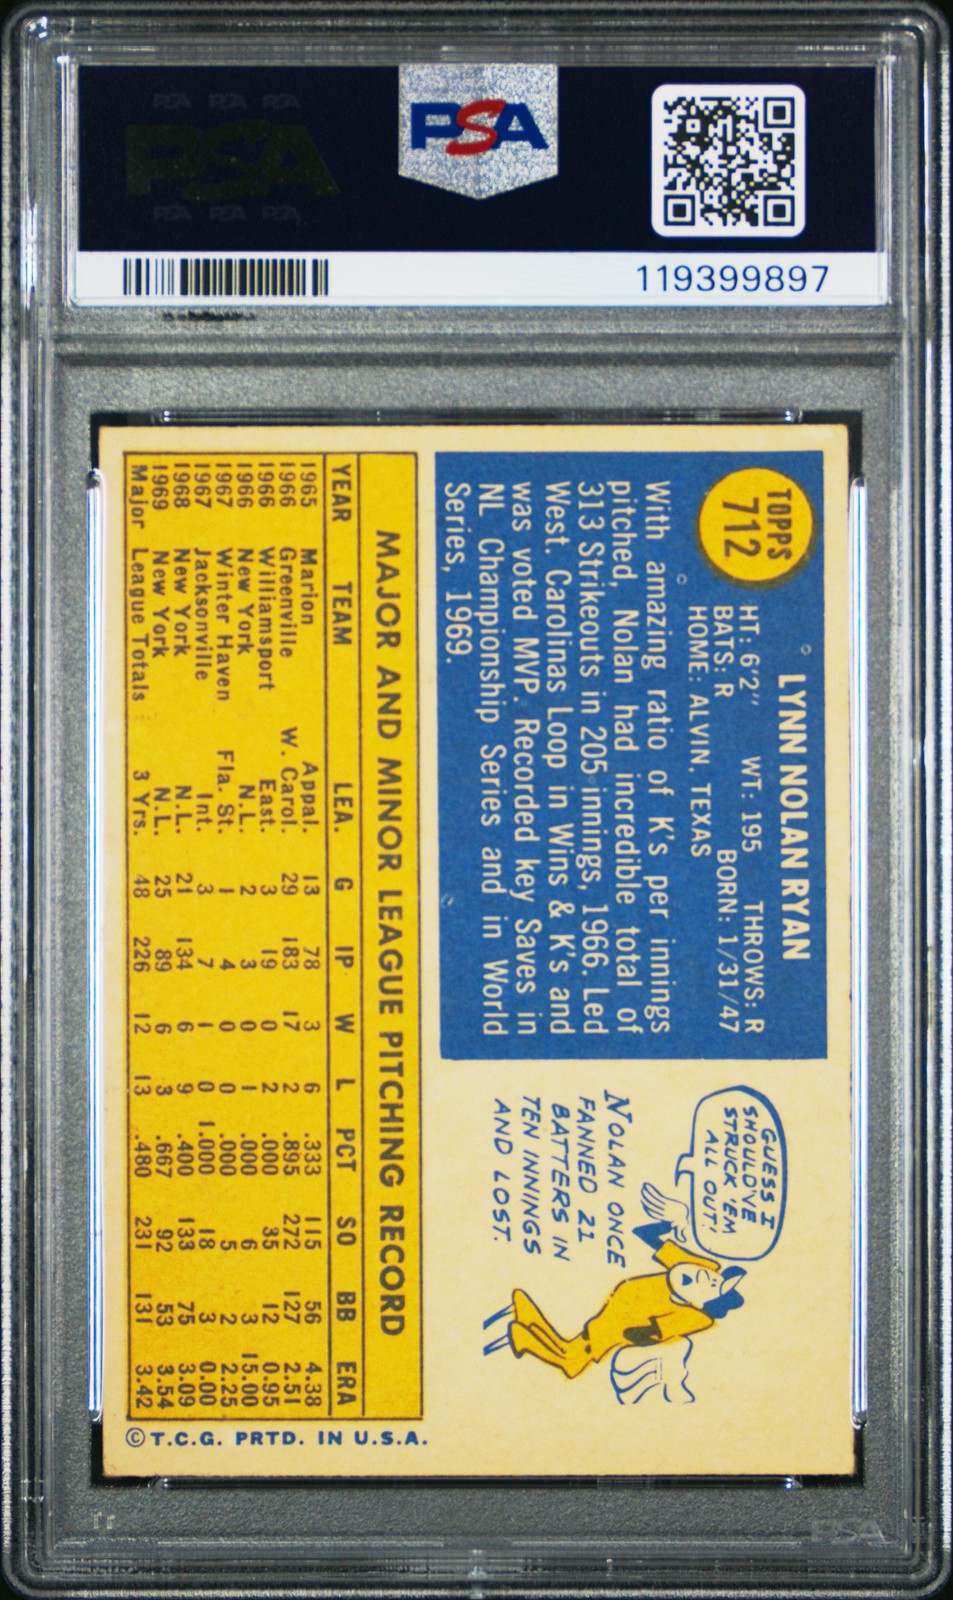 PSA PSA PSA
PSA
PSA PSA PSA
PSA
119399897
TOPPS
712
LYNN NOLAN RYAN
HT: 6'2" WT: 195 THROWS: R
BATS: R BORN: 1/31/47
HOME: ALVIN, TEXAS
With amazing ratio of K's per innings
pitched, Nolan had incredible total of
313 Strikeouts in 205 innings, 1966. Led
West. Carolinas Loop in Wins & K's and
was voted MVP. Recorded key Saves in
NL Championship Series and in World
Series, 1969.
GUESS I
SHOULD'VE
STRUCK 'EM
ALL OUT!
NOLAN ONCE
FANNED 21
BATTERS IN
TEN INNINGS
AND LOST.
MAJOR AND MINOR LEAGUE PITCHING RECORD
YEAR TEAM LEA. G IP W L PCT SO BB ERA
1965 Marion Appal. 13 78 3 6 .333 115 56 4.38
1966 Greenville W. Carol. 29 183 17 2 .895 272 127 2.51
1966 Williamsport East. 3 19 0 2 .000 35 12 0.95
1966 New York N.L. 2 3 0 1 .000 6 3 15.00
1967 Winter Haven Fla. St. 1 4 0 0 .000 5 2 2.25
1967 Jacksonville Int. 3 7 1 0 1.000 18 3 0.00
1968 New York N.L. 21 134 6 9 .400 133 75 3.09
1969 New York N.L. 25 89 6 3 .667 92 53 3.54
Major League Totals 3 Yrs. 48 226 12 13 .480 231 131 3.42
© T.C.G. PRTD. IN U.S.A.
PSA